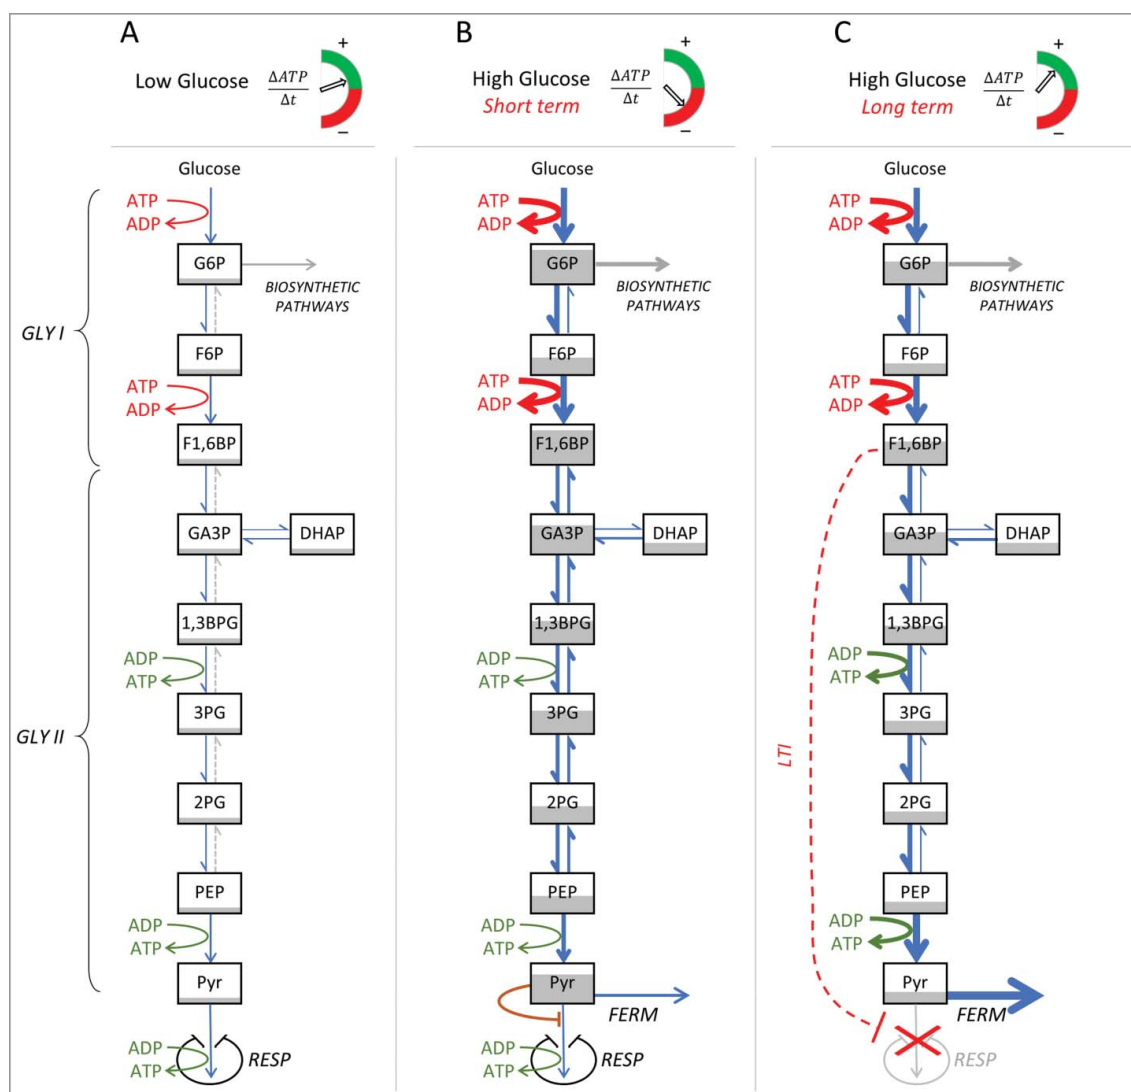 A
Low Glucose
ΔATP
Δt
+
−
Glucose
ATP
ADP
G6P
BIOSYNTHETIC
PATHWAYS
GLY I
F6P
ATP
ADP
F1,6BP
GA3P
DHAP
1,3BPG
ADP
ATP
3PG
GLY II
2PG
PEP
ADP
ATP
Pyr
ADP
ATP
RESP
B
High Glucose
Short term
ΔATP
Δt
+
−
Glucose
ATP
ADP
G6P
BIOSYNTHETIC
PATHWAYS
F6P
ATP
ADP
F1,6BP
GA3P
DHAP
1,3BPG
ADP
ATP
3PG
2PG
PEP
ADP
ATP
Pyr
FERM
ADP
ATP
RESP
C
High Glucose
Long term
ΔATP
Δt
+
−
Glucose
ATP
ADP
G6P
BIOSYNTHETIC
PATHWAYS
F6P
ATP
ADP
F1,6BP
GA3P
DHAP
1,3BPG
ADP
ATP
3PG
LTI
2PG
PEP
ADP
ATP
Pyr
FERM
RESP